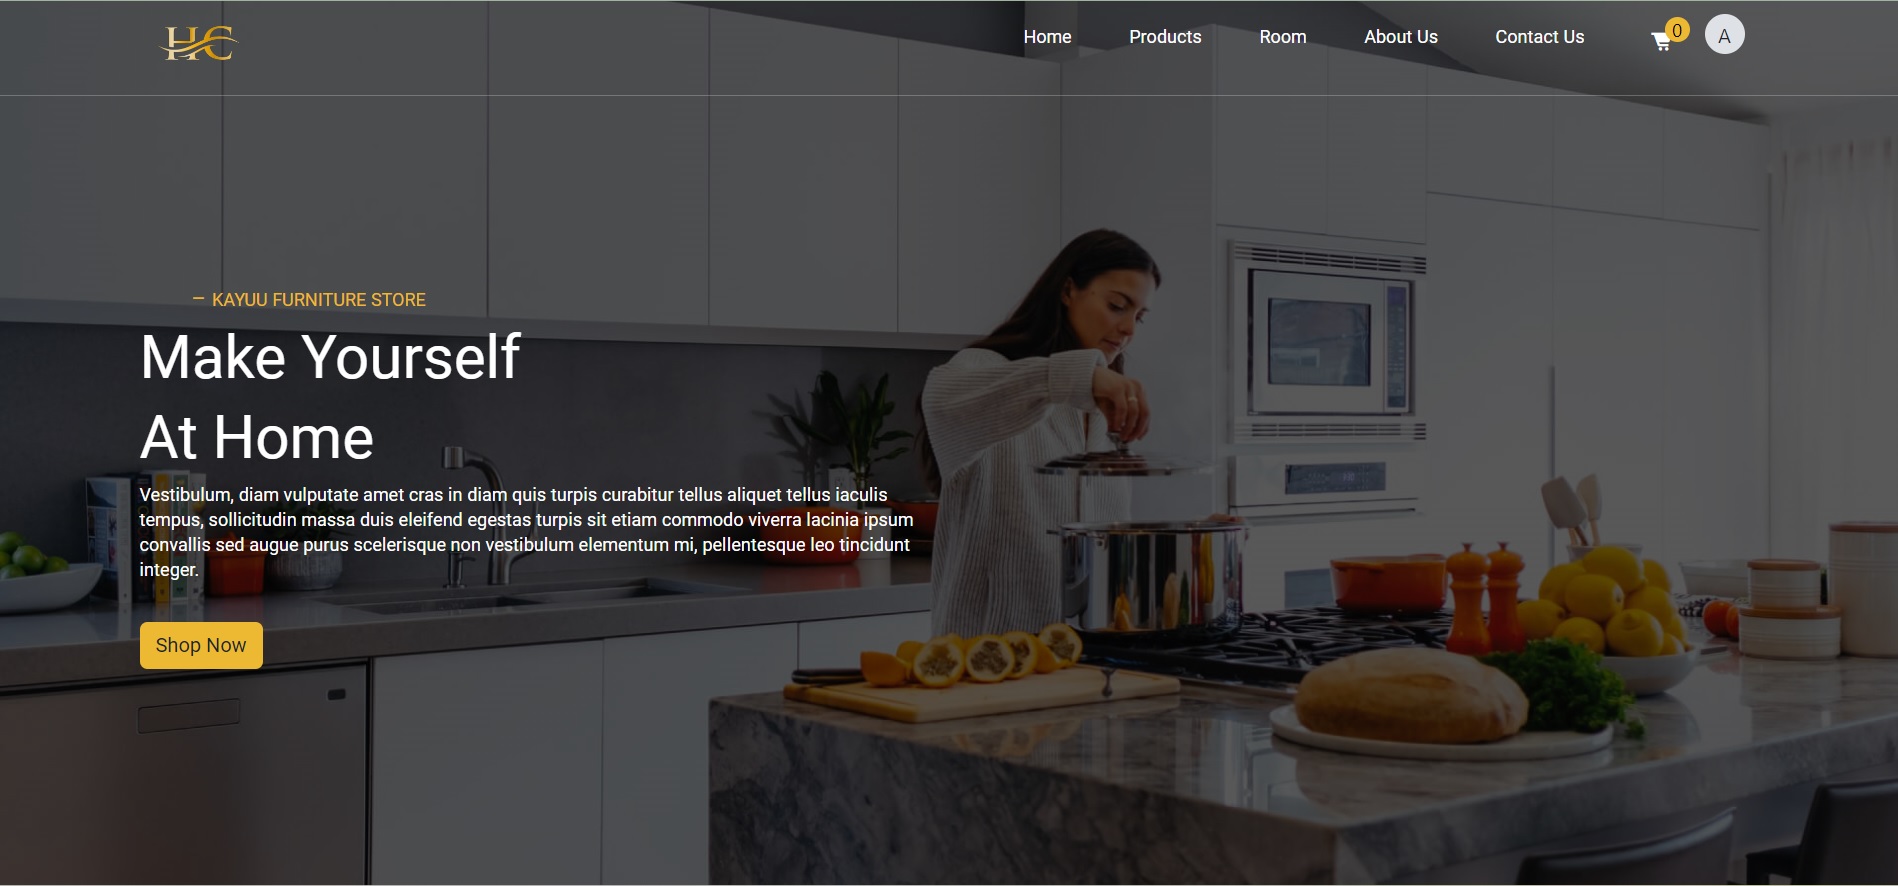 HC
Home
Products
Room
About Us
Contact Us
0
A
— KAYUU FURNITURE STORE
Make Yourself
At Home
Vestibulum, diam vulputate amet cras in diam quis turpis curabitur tellus aliquet tellus iaculis
tempus, sollicitudin massa duis eleifend egestas turpis sit etiam commodo viverra lacinia ipsum
convallis sed augue purus scelerisque non vestibulum elementum mi, pellentesque leo tincidunt
integer.
Shop Now